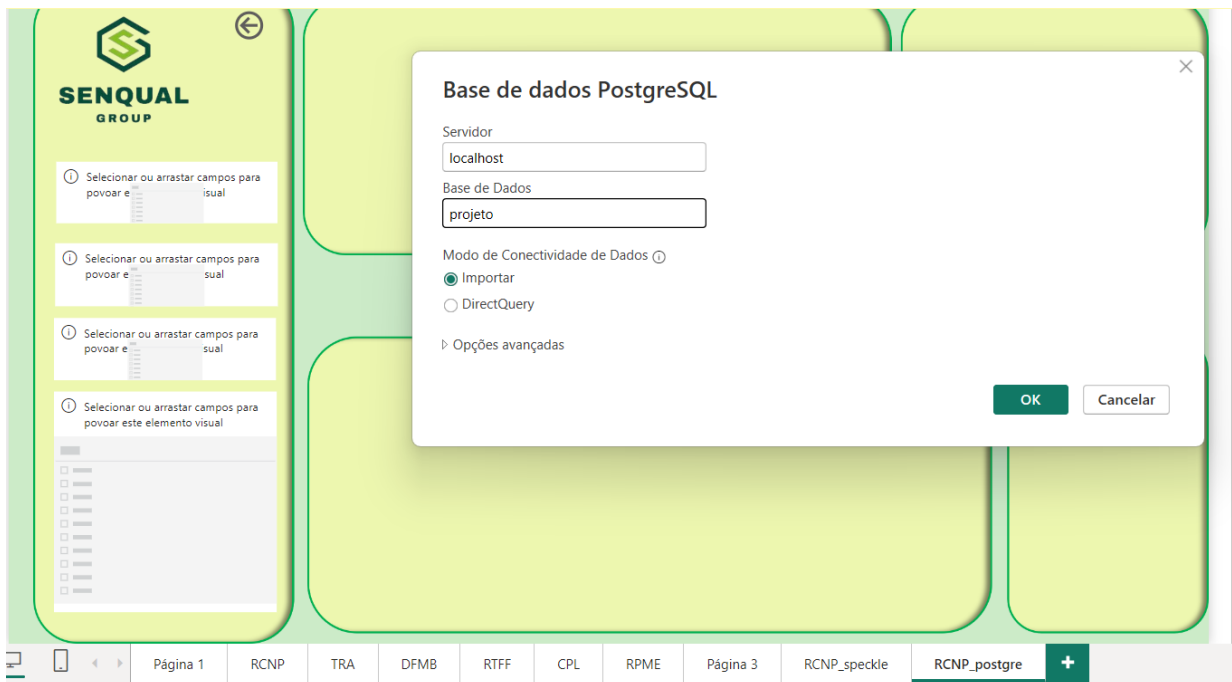 SENQUAL
GROUP
Selecionar ou arrastar campos para
povoar e isual
Selecionar ou arrastar campos para
povoar e sual
Selecionar ou arrastar campos para
povoar e sual
Selecionar ou arrastar campos para
povoar este elemento visual
Base de dados PostgreSQL
Servidor
localhost
Base de Dados
projeto
Modo de Conectividade de Dados
Importar
DirectQuery
Opções avançadas
OK Cancelar
Página 1 RCNP TRA DFMB RTFF CPL RPME Página 3 RCNP_speckle RCNP_postgre +